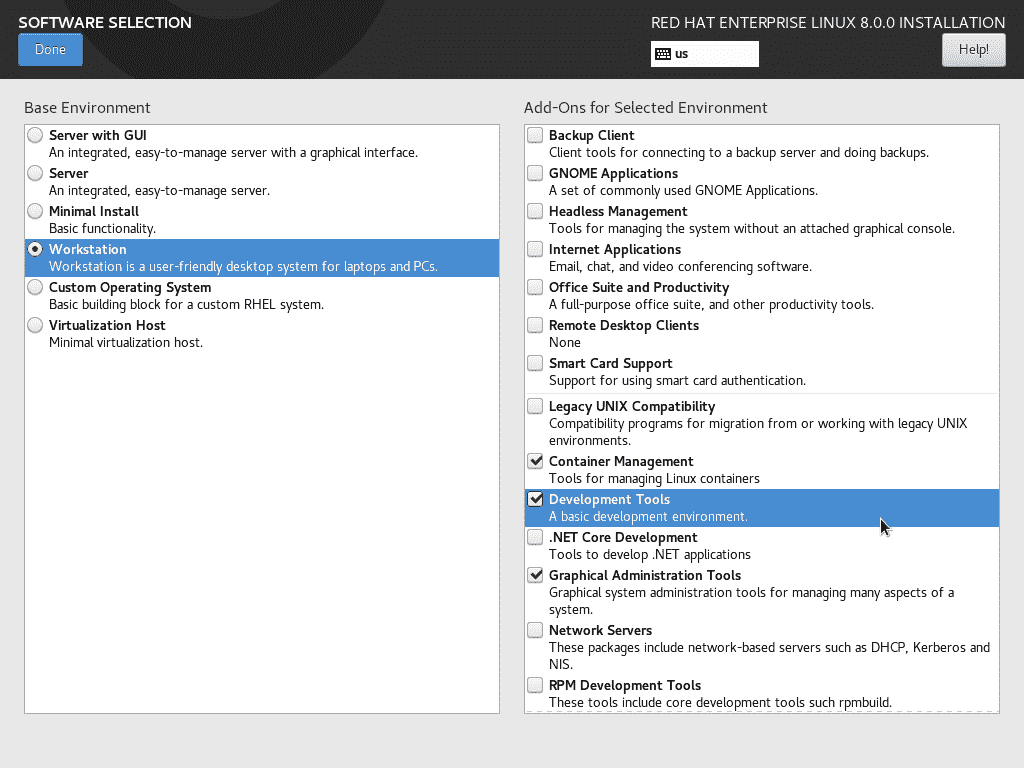 SOFTWARE SELECTION
Done
RED HAT ENTERPRISE LINUX 8.0.0 INSTALLATION
us
Help!
Base Environment
Server with GUI
An integrated, easy-to-manage server with a graphical interface.
Server
An integrated, easy-to-manage server.
Minimal Install
Basic functionality.
Workstation
Workstation is a user-friendly desktop system for laptops and PCs.
Custom Operating System
Basic building block for a custom RHEL system.
Virtualization Host
Minimal virtualization host.
Add-Ons for Selected Environment
Backup Client
Client tools for connecting to a backup server and doing backups.
GNOME Applications
A set of commonly used GNOME Applications.
Headless Management
Tools for managing the system without an attached graphical console.
Internet Applications
Email, chat, and video conferencing software.
Office Suite and Productivity
A full-purpose office suite, and other productivity tools.
Remote Desktop Clients
None
Smart Card Support
Support for using smart card authentication.
Legacy UNIX Compatibility
Compatibility programs for migration from or working with legacy UNIX
environments.
Container Management
Tools for managing Linux containers
Development Tools
A basic development environment.
.NET Core Development
Tools to develop .NET applications
Graphical Administration Tools
Graphical system administration tools for managing many aspects of a
system.
Network Servers
These packages include network-based servers such as DHCP, Kerberos and
NIS.
RPM Development Tools
These tools include core development tools such rpmbuild.